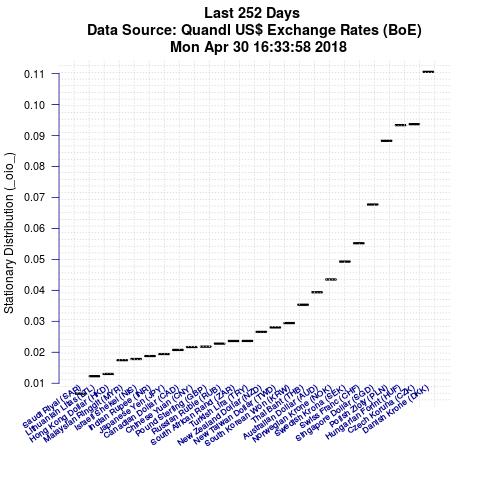 Last 252 Days
Data Source: Quandl US$ Exchange Rates (BoE)
Mon Apr 30 16:33:58 2018
Stationary Distribution (_oio_)
0.11
0.10
0.09
0.08
0.07
0.06
0.05
0.04
0.03
0.02
0.01
Saudi Riyal (SAR)
Lithuanian Litas (LTL)
Hong Kong Dollar (HKD)
Malaysian Ringgit (MYR)
Israeli Shekel (NIS)
Indian Rupee (INR)
Japanese Yen (JPY)
Canadian Dollar (CAD)
Chinese Yuan (CNY)
Pound Sterling (GBP)
Russian Ruble (RUB)
South African Rand (ZAR)
Turkish Lira (TRY)
New Zealand Dollar (NZD)
New Taiwan Dollar (TWD)
South Korean Won (KRW)
Thai Baht (THB)
Australian Dollar (AUD)
Norwegian Krone (NOK)
Swedish Krona (SEK)
Swiss Franc (CHF)
Singapore Dollar (SGD)
Polish Zloty (PLN)
Hungarian Forint (HUF)
Czech Koruna (CZK)
Danish Krone (DKK)